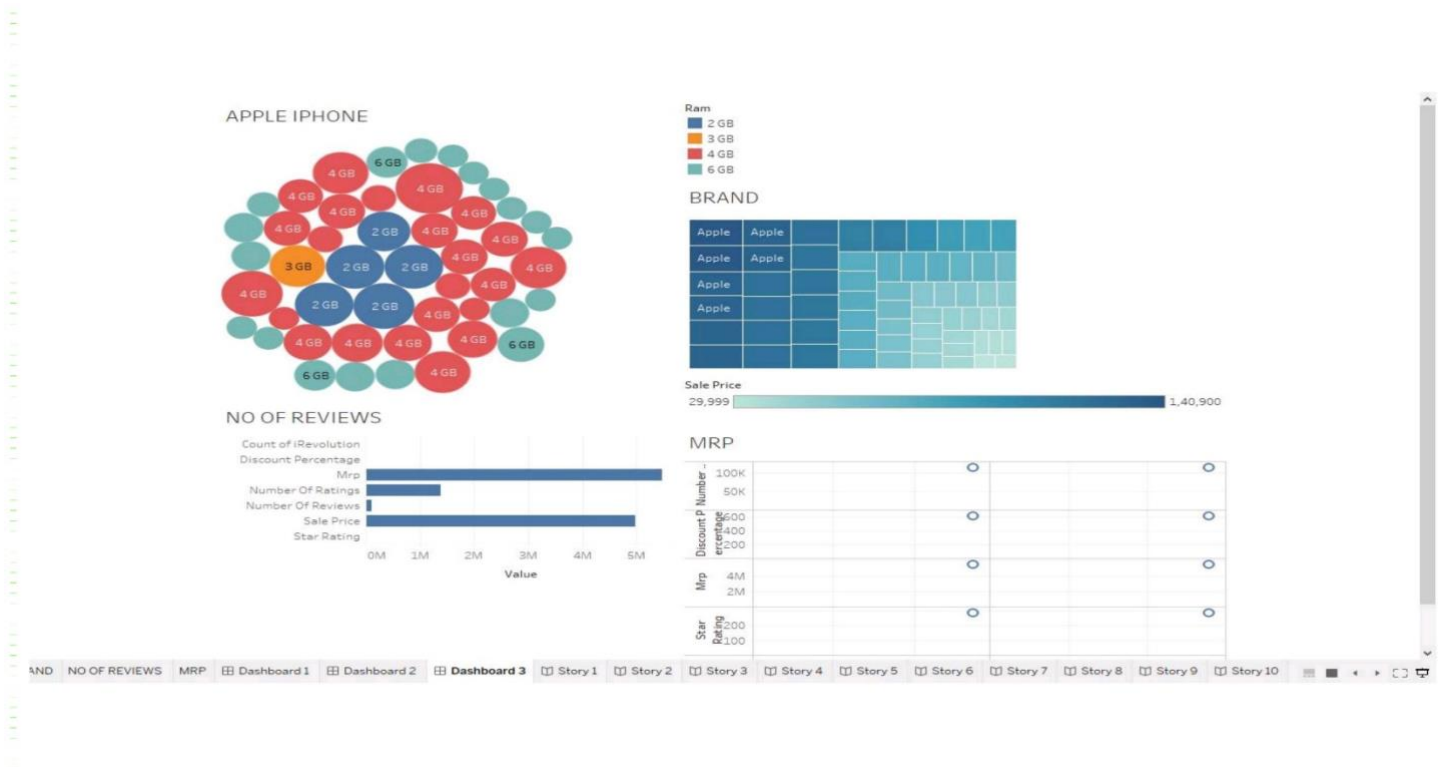 APPLE IPHONE
6 GB
4 GB
4 GB
4 GB
4 GB
4 GB
4 GB
2 GB
4 GB
4 GB
3 GB
2 GB
2 GB
4 GB
4 GB
4 GB
4 GB
2 GB
2 GB
4 GB
4 GB
4 GB
4 GB
4 GB
6 GB
6 GB
4 GB
Ram
2 GB
3 GB
4 GB
6 GB
BRAND
Apple Apple
Apple Apple
Apple
Apple
Sale Price
29,999 1,40,900
NO OF REVIEWS
Count of iRevolution
Discount Percentage
Mrp
Number Of Ratings
Number Of Reviews
Sale Price
Star Rating
0M 1M 2M 3M 4M 5M
Value
MRP
Number ..
100K
50K
Discount P
ercentage
600
400
200
Mrp
4M
2M
Star
Rating
200
100
AND NO OF REVIEWS MRP Dashboard 1 Dashboard 2 Dashboard 3 Story 1 Story 2 Story 3 Story 4 Story 5 Story 6 Story 7 Story 8 Story 9 Story 10